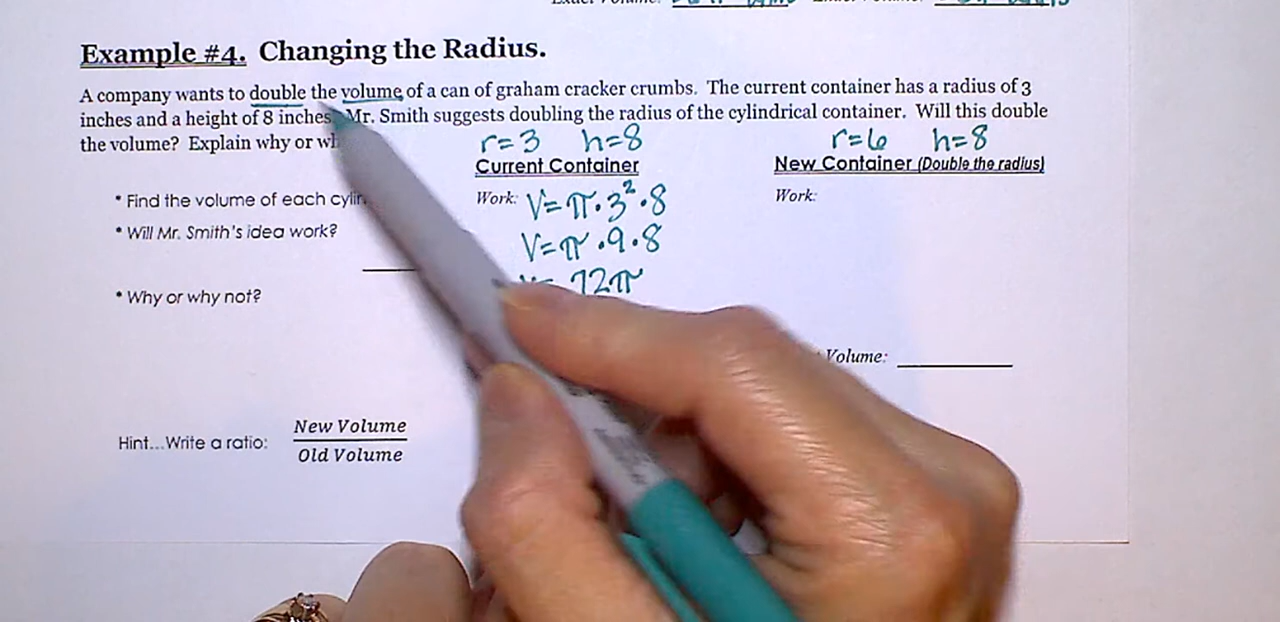 Example #4. Changing the Radius.
A company wants to double the volume of a can of graham cracker crumbs. The current container has a radius of 3
inches and a height of 8 inches. Mr. Smith suggests doubling the radius of the cylindrical container. Will this double
the volume? Explain why or
r=3 h=8 r=6 h=8
Current Container New Container (Double the radius)
* Find the volume of each Work: V=π·3²·8 Work:
* Will Mr. Smith's idea work? V=π·9·8
72π
* Why or why not?
Volume:
Hint...Write a ratio: New Volume
Old Volume